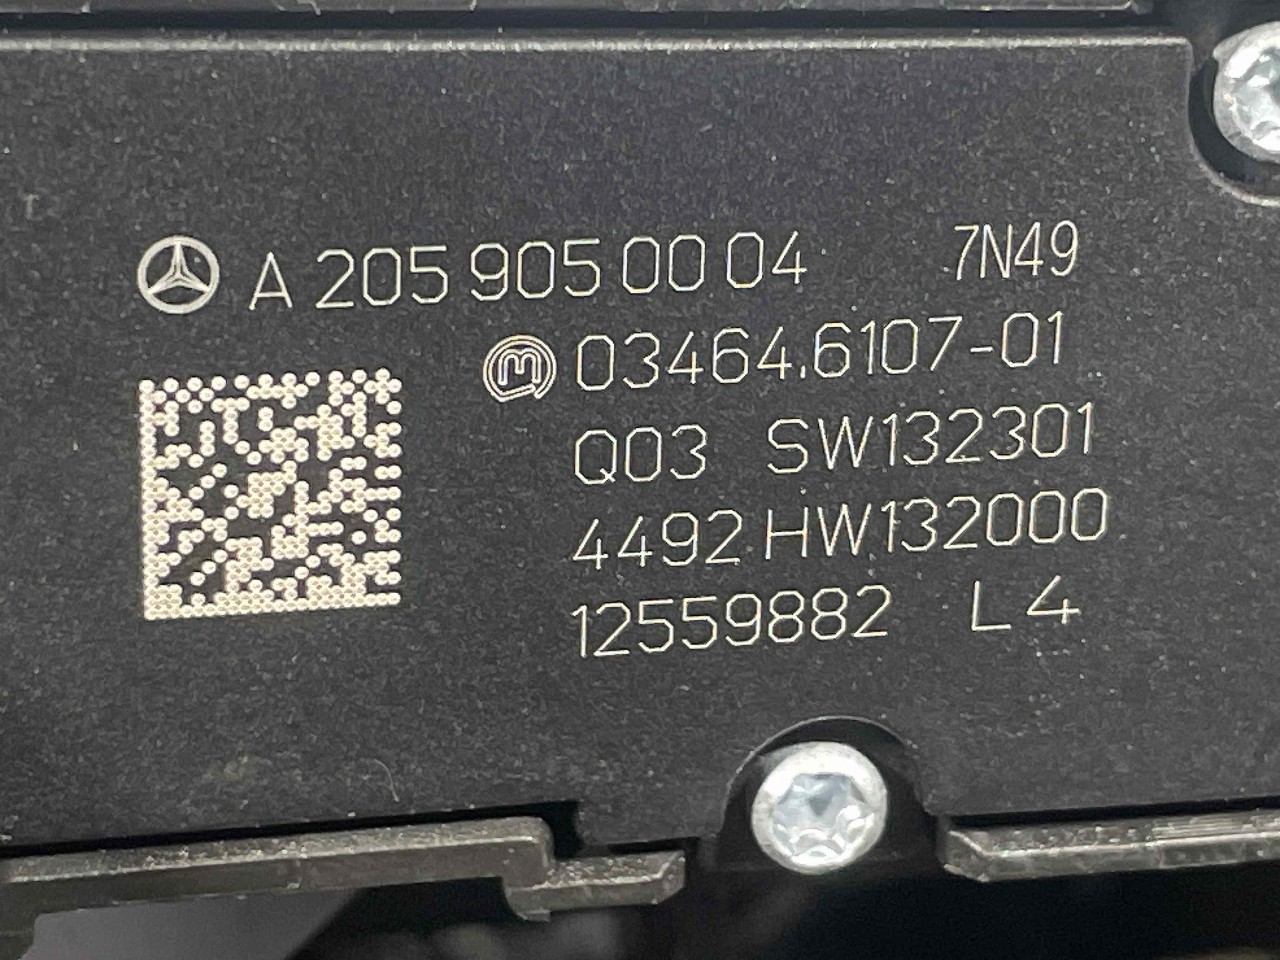 A 205 905 00 04 7N49
m 03464.6107-01
Q03 SW132301
4492 HW132000
12559882 L4